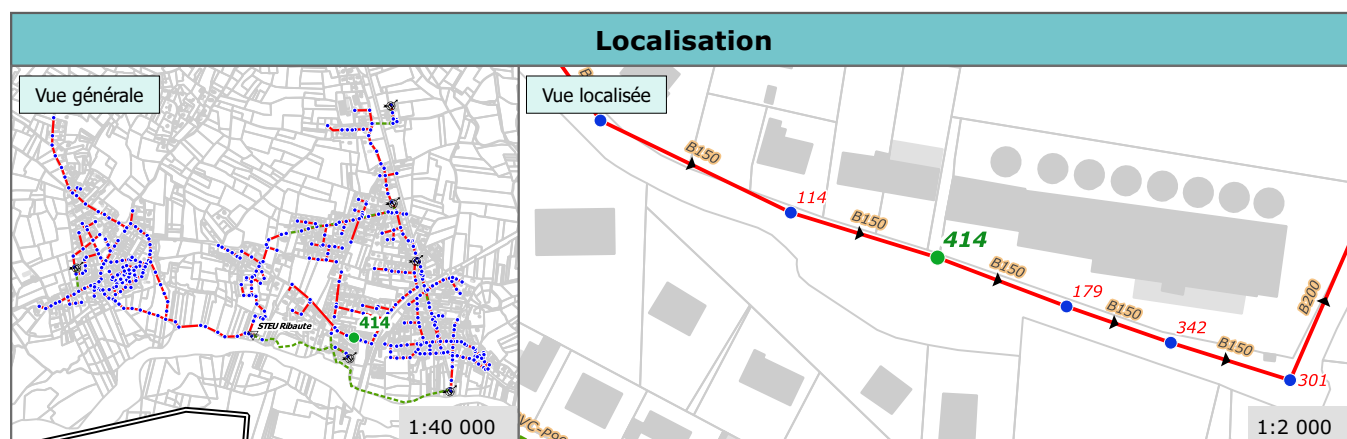 Localisation
Vue générale
STEU Ribaute
414
1:40 000
Vue localisée
B150
114
B150
414
B150
179
B150
342
B150
301
B200
1:2 000